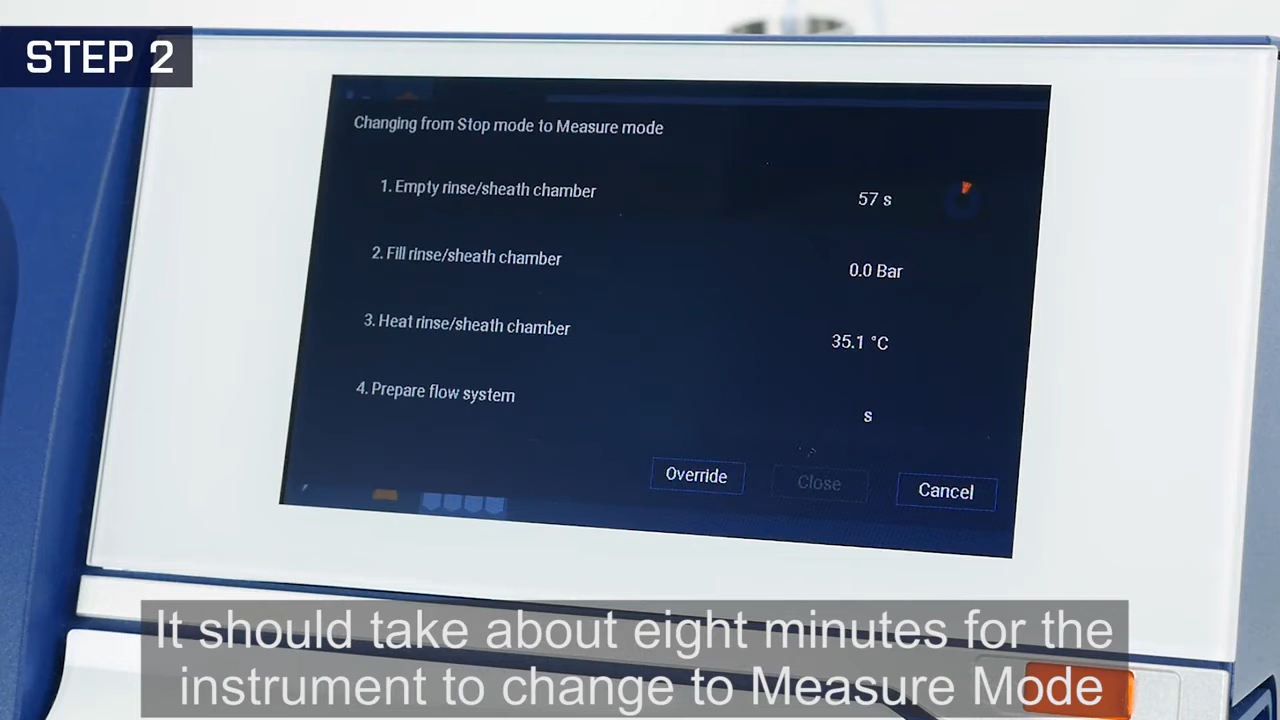 STEP 2
Changing from Stop mode to Measure mode
1. Empty rinse/sheath chamber 57 s
2. Fill rinse/sheath chamber 0.0 Bar
3. Heat rinse/sheath chamber 35.1 °C
4. Prepare flow system s
Override Close Cancel
It should take about eight minutes for the
instrument to change to Measure Mode